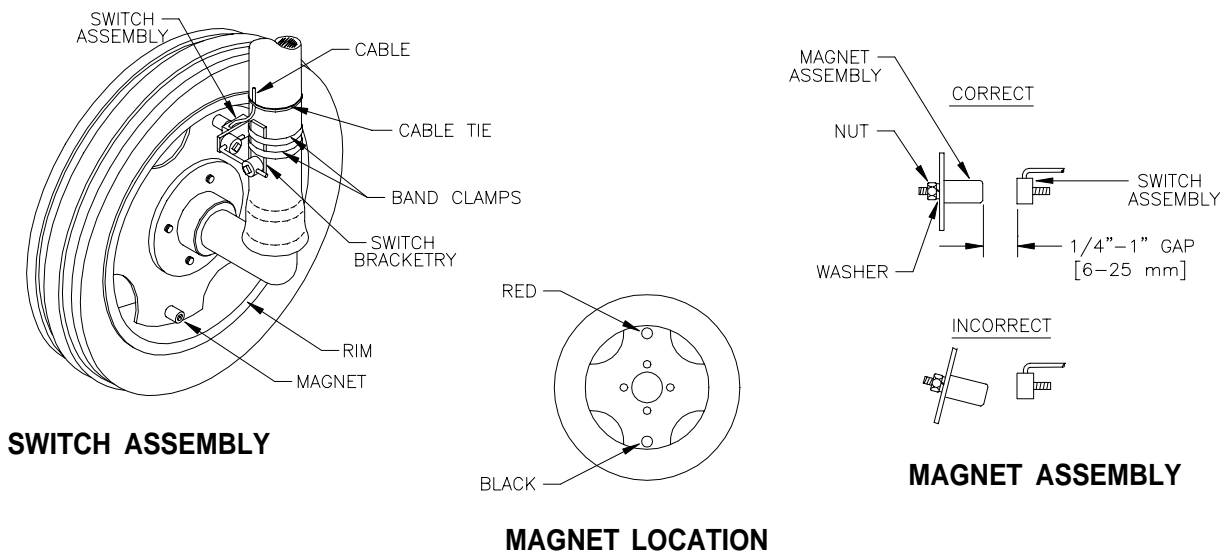 SWITCH
ASSEMBLY
CABLE
CABLE TIE
BAND CLAMPS
SWITCH
BRACKETRY
RIM
MAGNET
SWITCH ASSEMBLY
RED
BLACK
MAGNET LOCATION
MAGNET
ASSEMBLY
CORRECT
NUT
SWITCH
ASSEMBLY
WASHER
1/4"-1" GAP
[6-25 mm]
INCORRECT
MAGNET ASSEMBLY